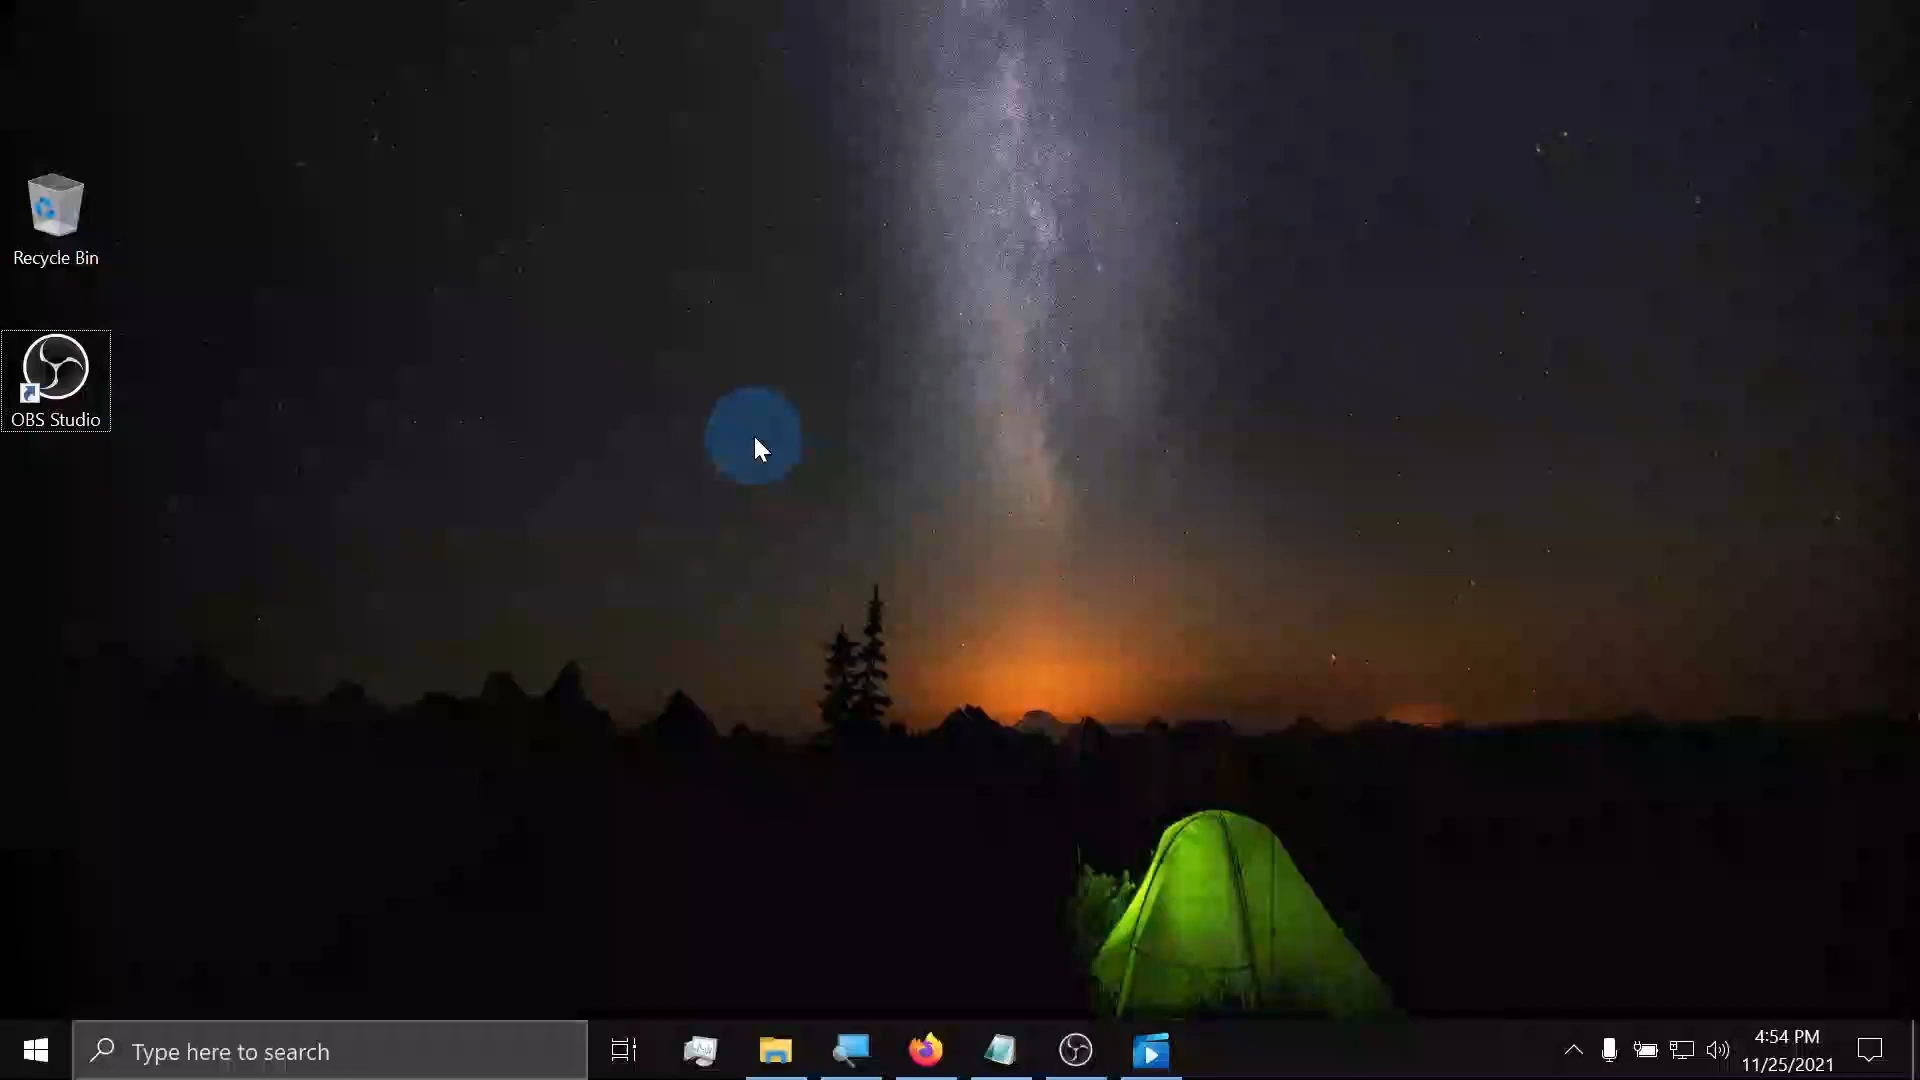 Recycle Bin
OBS Studio
Type here to search
4:54 PM
11/25/2021